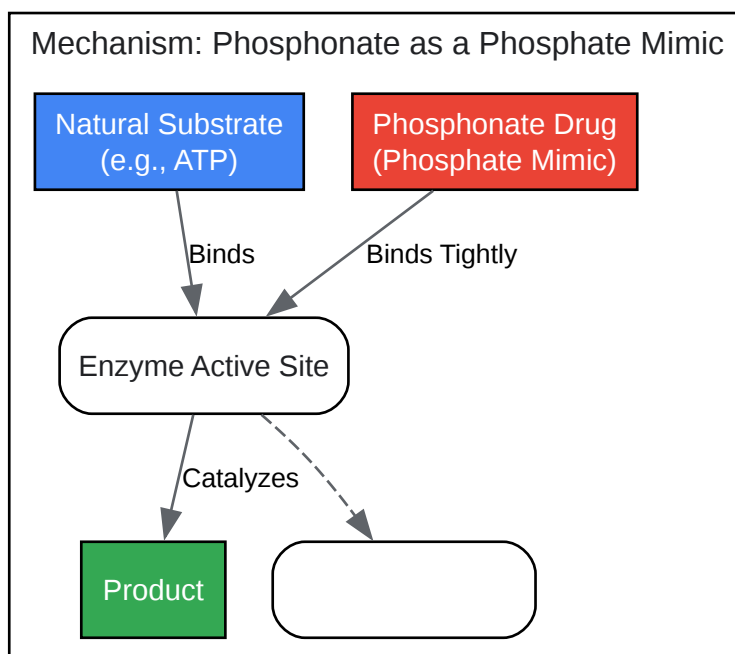 Mechanism: Phosphonate as a Phosphate Mimic
Natural Substrate
(e.g., ATP)
Phosphonate Drug
(Phosphate Mimic)
Binds
Binds Tightly
Enzyme Active Site
Catalyzes
Product